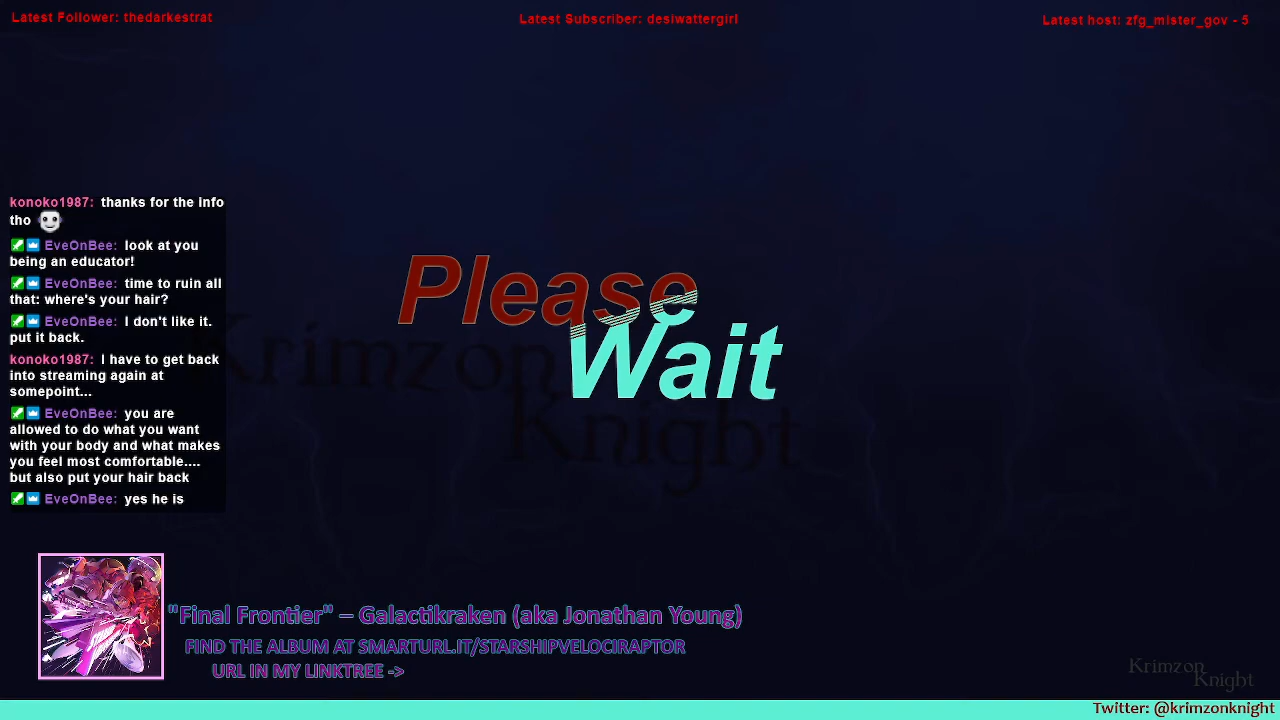 Latest Follower: thedarkestrat
Latest Subscriber: desiwattergirl
Latest host: zfg_mister_gov - 5
konoko1987: thanks for the info
tho
EveOnBee: look at you
being an educator!
EveOnBee: time to ruin all
that: where's your hair?
EveOnBee: I don't like it.
put it back.
konoko1987: I have to get back
into streaming again at
somepoint...
EveOnBee: you are
allowed to do what you want
with your body and what makes
you feel most comfortable....
but also put your hair back
EveOnBee: yes he is
Please
Wait
Krimzon
Knight
"Final Frontier" – Galactikraken (aka Jonathan Young)
FIND THE ALBUM AT SMARTURL.IT/STARSHIPVELOCIRAPTOR
URL IN MY LINKTREE ->
Krimzon
Knight
Twitter: @krimzonknight